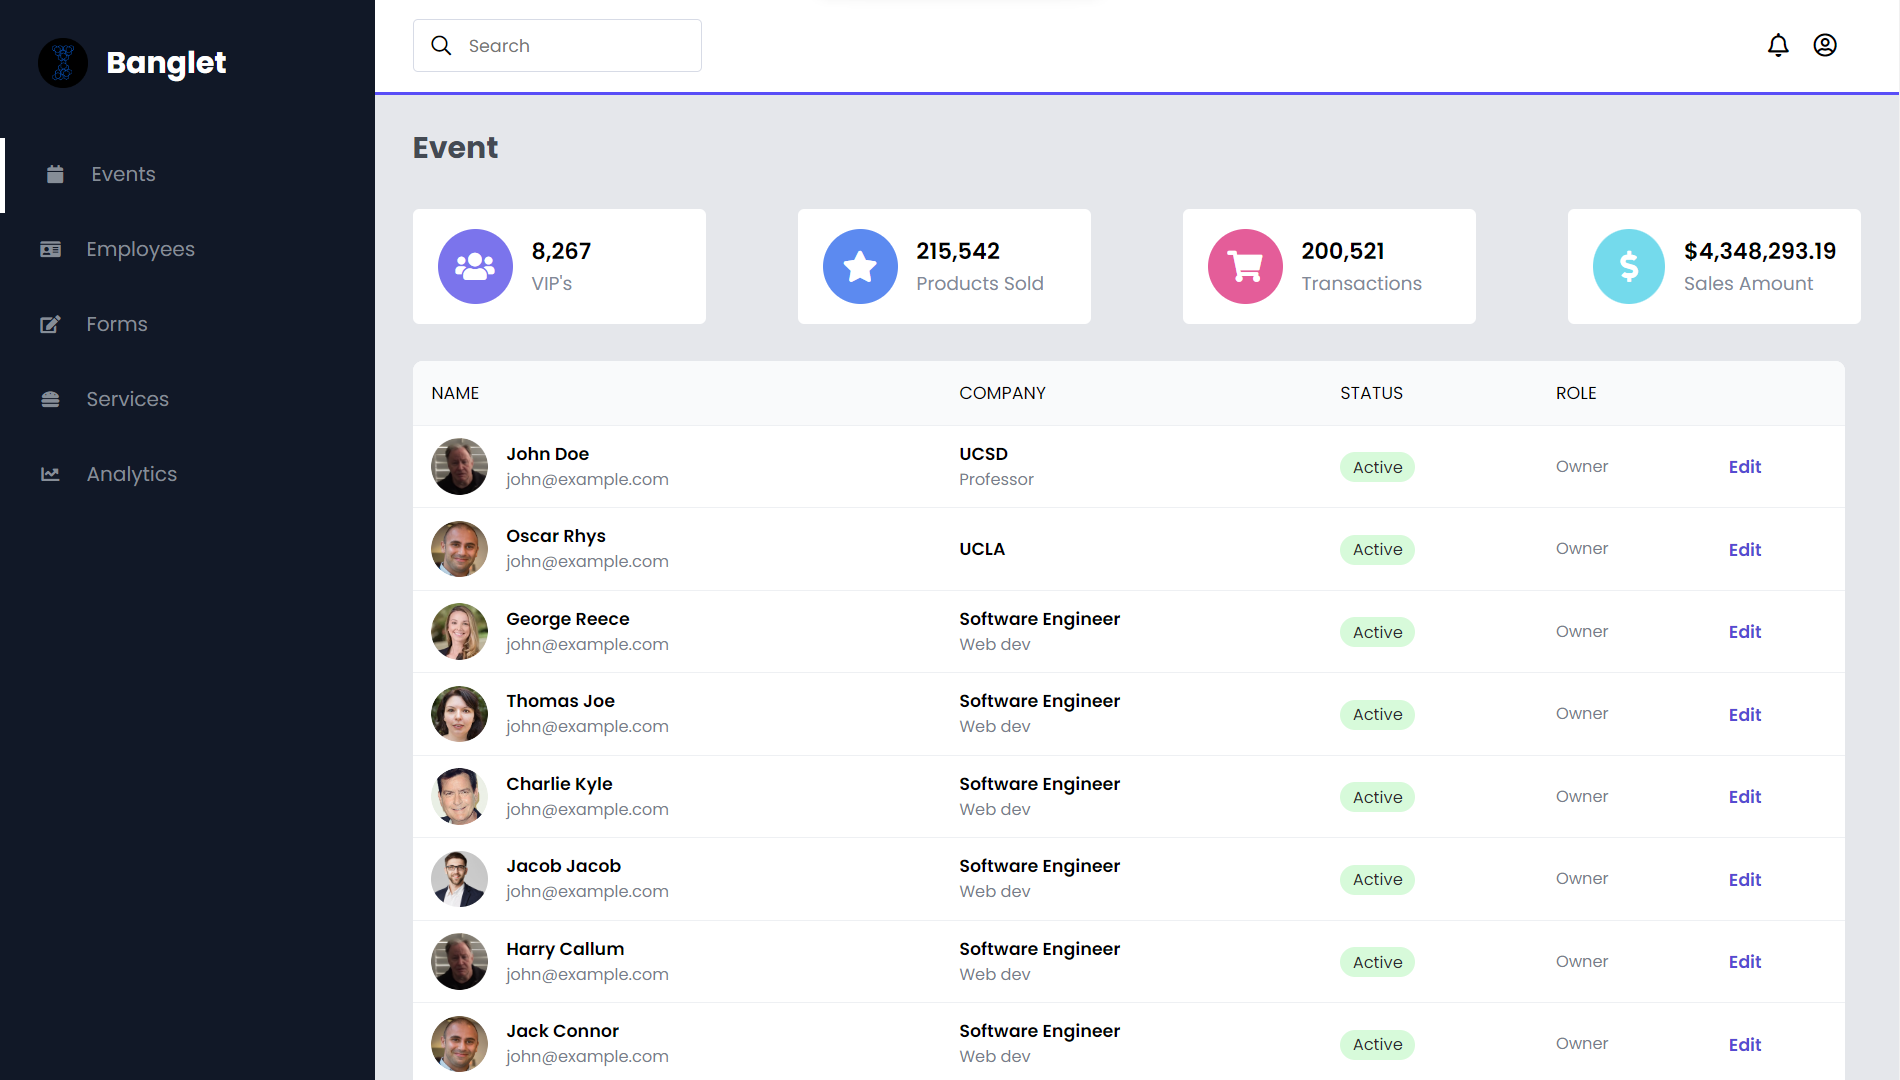 Banglet
Events
Employees
Forms
Services
Analytics
Search
Event
8,267
VIP's
215,542
Products Sold
200,521
Transactions
$4,348,293.19
Sales Amount
NAME COMPANY STATUS ROLE
John Doe
john@example.com
UCSD
Professor
Active
Owner
Edit
Oscar Rhys
john@example.com
UCLA
Active
Owner
Edit
George Reece
john@example.com
Software Engineer
Web dev
Active
Owner
Edit
Thomas Joe
john@example.com
Software Engineer
Web dev
Active
Owner
Edit
Charlie Kyle
john@example.com
Software Engineer
Web dev
Active
Owner
Edit
Jacob Jacob
john@example.com
Software Engineer
Web dev
Active
Owner
Edit
Harry Callum
john@example.com
Software Engineer
Web dev
Active
Owner
Edit
Jack Connor
john@example.com
Software Engineer
Web dev
Active
Owner
Edit